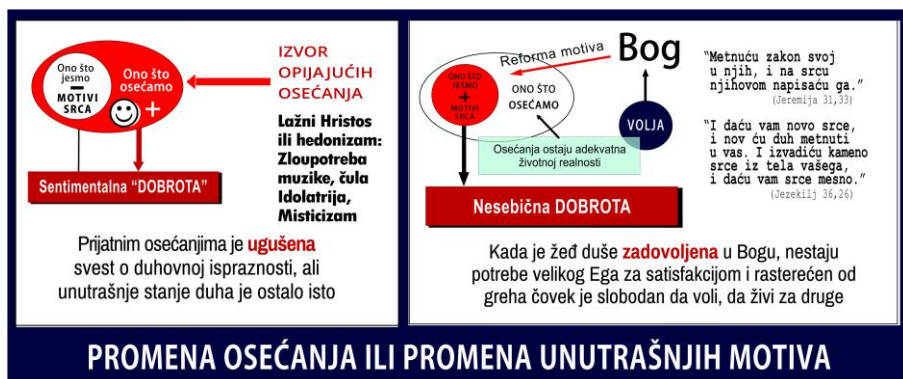 Ono što
jesmo
MOTIVI
SRCA
Ono što
osećamo
+
IZVOR
OPIJAJUĆIH
OSEĆANJA
Lažni Hristos
ili hedonizam:
Zloupotreba
muzike, čula
Idolatrija,
Misticizam
Sentimentalna "DOBROTA"
Prijatnim osećanjima je ugušena
svest o duhovnoj ispraznosti, ali
unutrašnje stanje duha je ostalo isto
Reforma motiva
Bog
ONO ŠTO
JESMO
+
MOTIVI
SRCA
ONO ŠTO
OSEĆAMO
VOLJA
Osećanja ostaju adekvatna
životnoj realnosti
Nesebična DOBROTA
"Metnuću zakon svoj
u njih, i na srcu
njihovom napisaću ga."
(Jeremija 31,33)
"I daću vam novo srce,
i nov ću duh metnuti
u vas. I izvadiću kameno
srce iz tela vašega,
i daću vam srce mesno."
(Jezekilj 36,26)
Kada je žeđ duše zadovoljena u Bogu, nestaju
potrebe velikog Ega za satisfakcijom i rasterećen od
greha čovek je slobodan da voli, da živi za druge
PROMENA OSEĆANJA ILI PROMENA UNUTRAŠNJIH MOTIVA